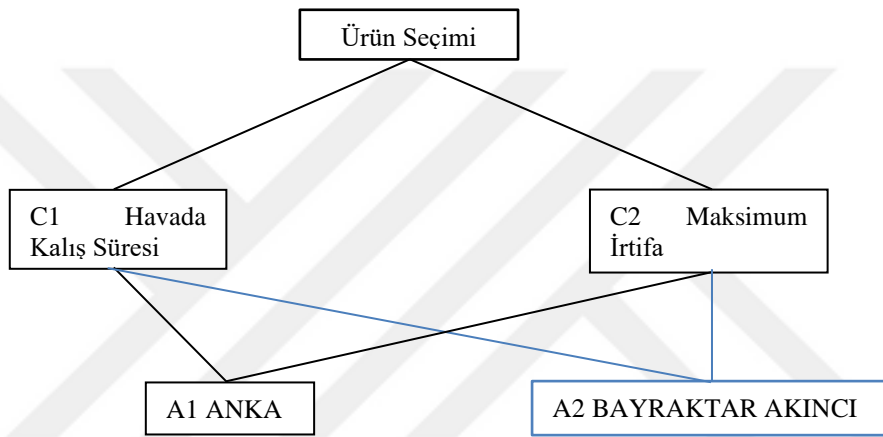 Ürün Seçimi
C1 Havada
Kalış Süresi
C2 Maksimum
İrtifa
A1 ANKA
A2 BAYRAKTAR AKINCI